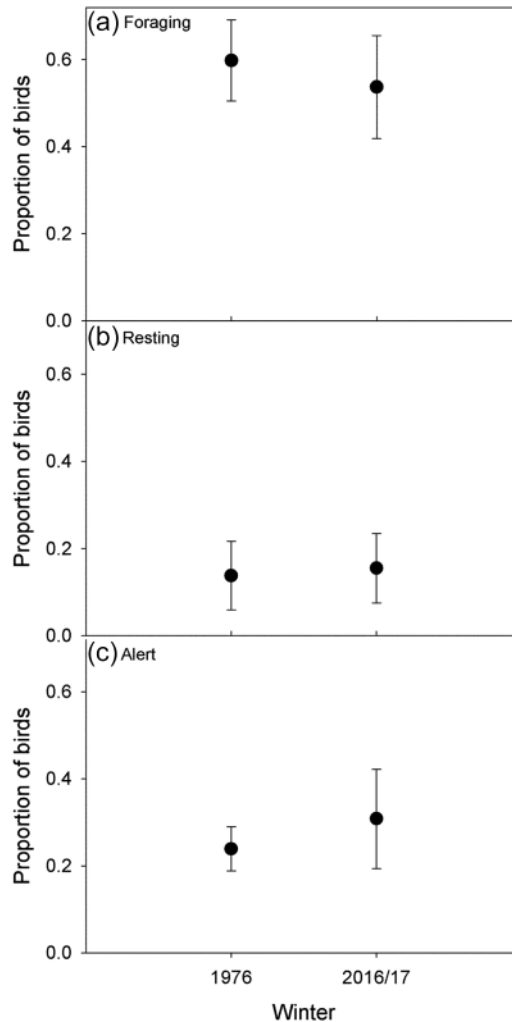 (a) Foraging
Proportion of birds
0.6
0.4
0.2
0.0
(b) Resting
Proportion of birds
0.6
0.4
0.2
0.0
(c) Alert
Proportion of birds
0.6
0.4
0.2
0.0
1976 2016/17
Winter